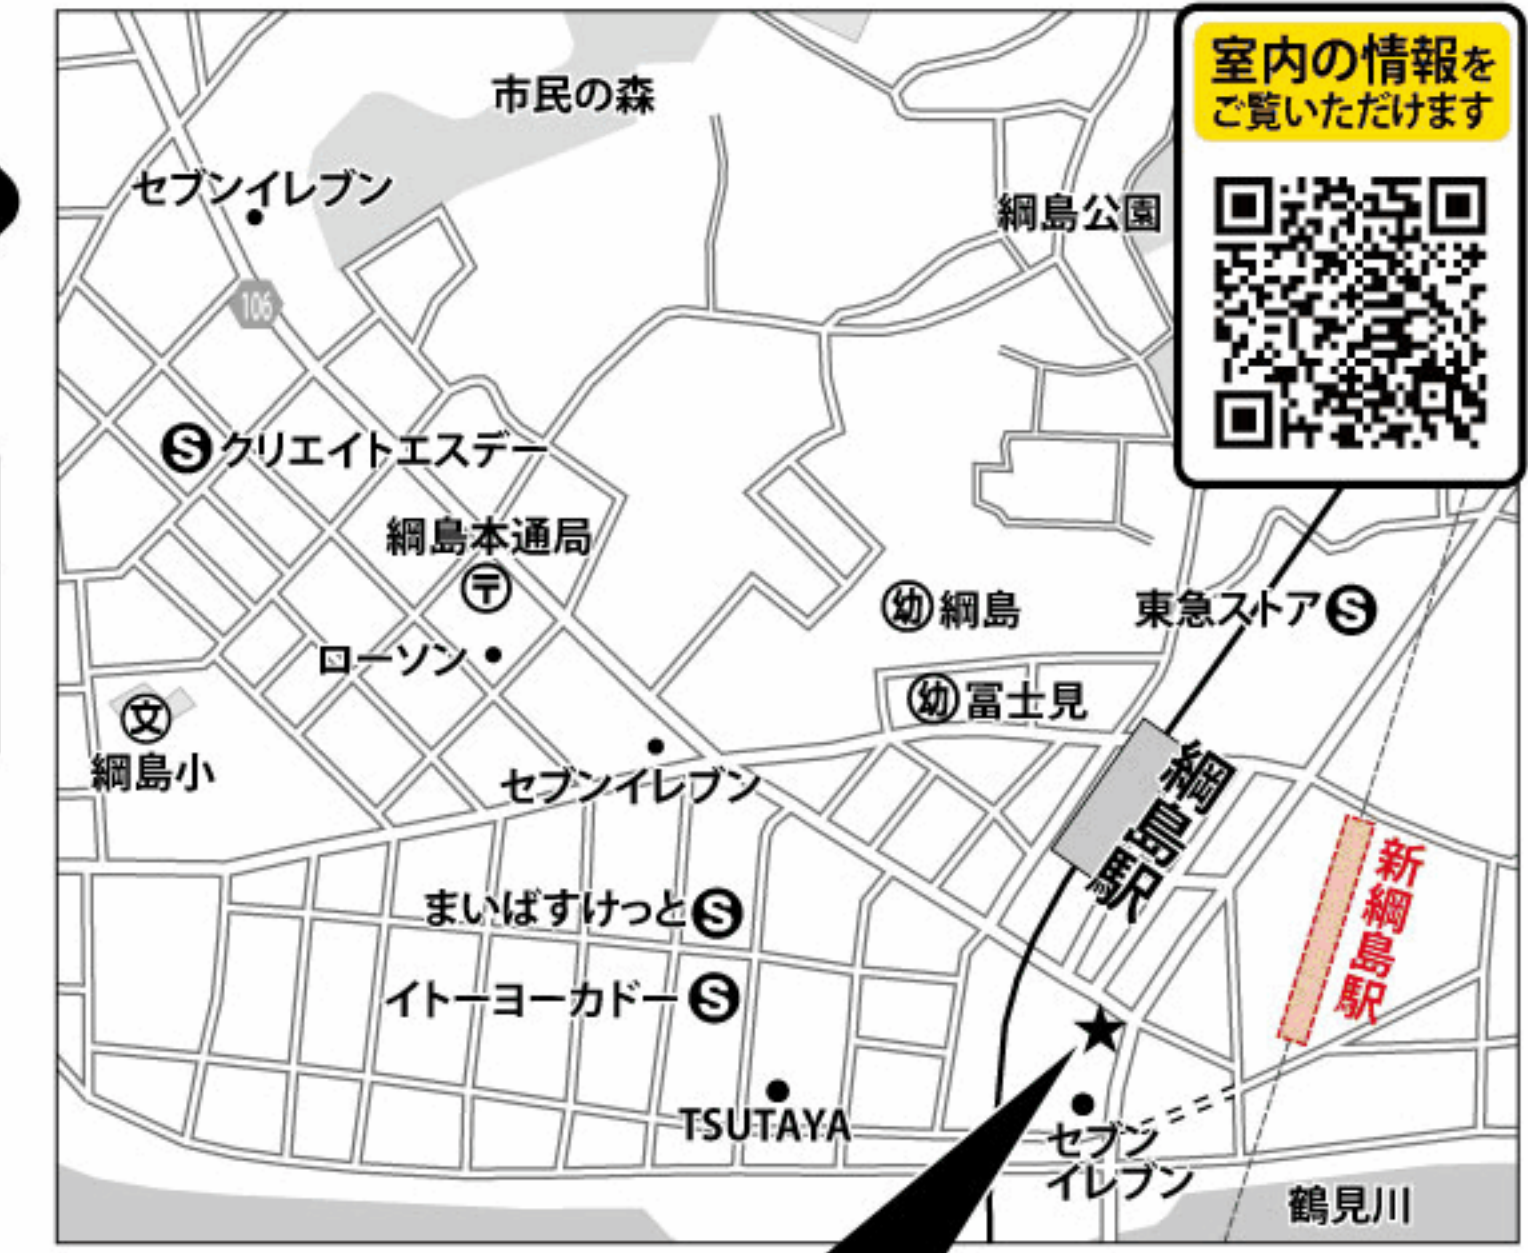 室内の情報を
ご覧いただけます
市民の森
セブンイレブン
綱島公園
106
S クリエイトエスデー
綱島本通局
〒
幼 綱島
東急ストア S
ローソン
幼 冨士見
文
綱島小
セブンイレブン
綱島駅
新綱島駅
まいばすけっと S
イトーヨーカドー S
TSUTAYA
セブン
イレブン
鶴見川